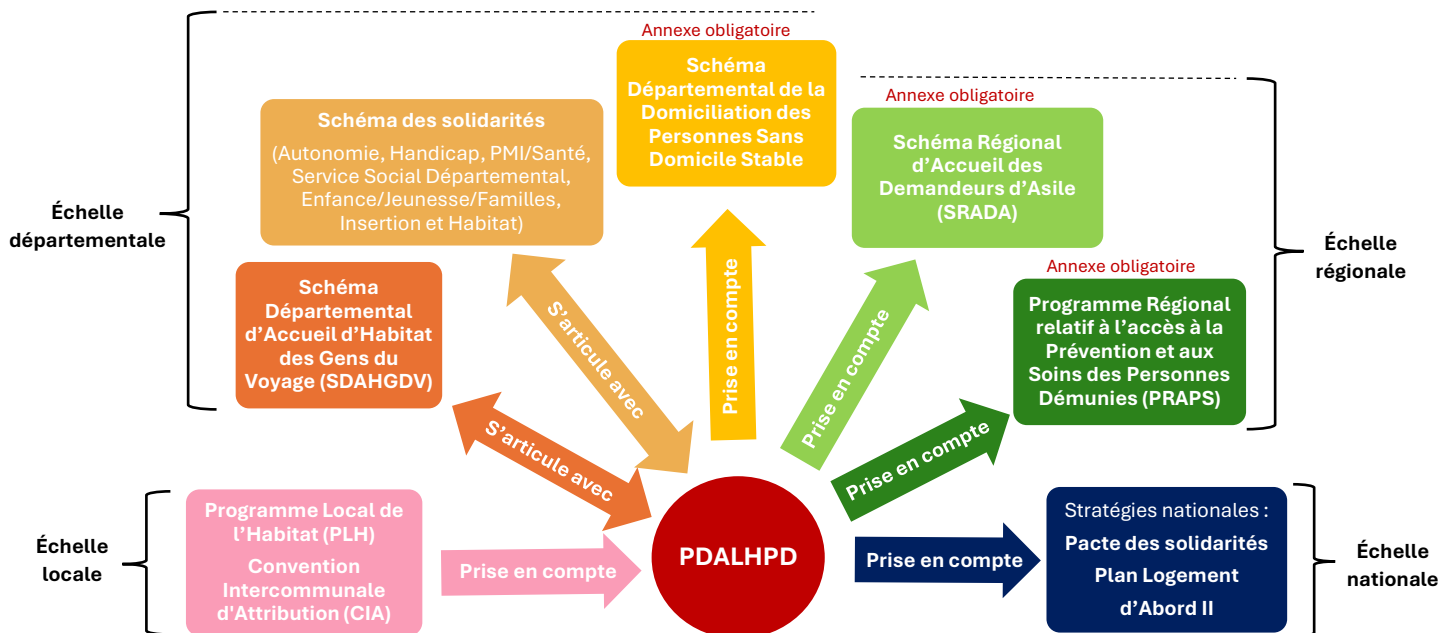 Annexe obligatoire
Schéma
Départemental de la
Domiciliation des
Personnes Sans
Domicile Stable
Annexe obligatoire
Schéma Régional
d’Accueil des
Demandeurs d’Asile
(SRADA)
Schéma des solidarités
(Autonomie, Handicap, PMI/Santé,
Service Social Départemental,
Enfance/Jeunesse/Familles,
Insertion et Habitat)
Échelle
départementale
Échelle
régionale
Schéma
Départemental
d’Accueil d’Habitat
des Gens du
Voyage (SDAHGDV)
Annexe obligatoire
Programme Régional
relatif à l’accès à la
Prévention et aux
Soins des Personnes
Démunies (PRAPS)
S’articule avec
S’articule avec
Prise en compte
Prise en compte
Prise en compte
Échelle
locale
Programme Local de
l’Habitat (PLH)
Convention
Intercommunale
d'Attribution (CIA)
Prise en compte
PDALHPD
Prise en compte
Stratégies nationales :
Pacte des solidarités
Plan Logement
d’Abord II
Échelle
nationale